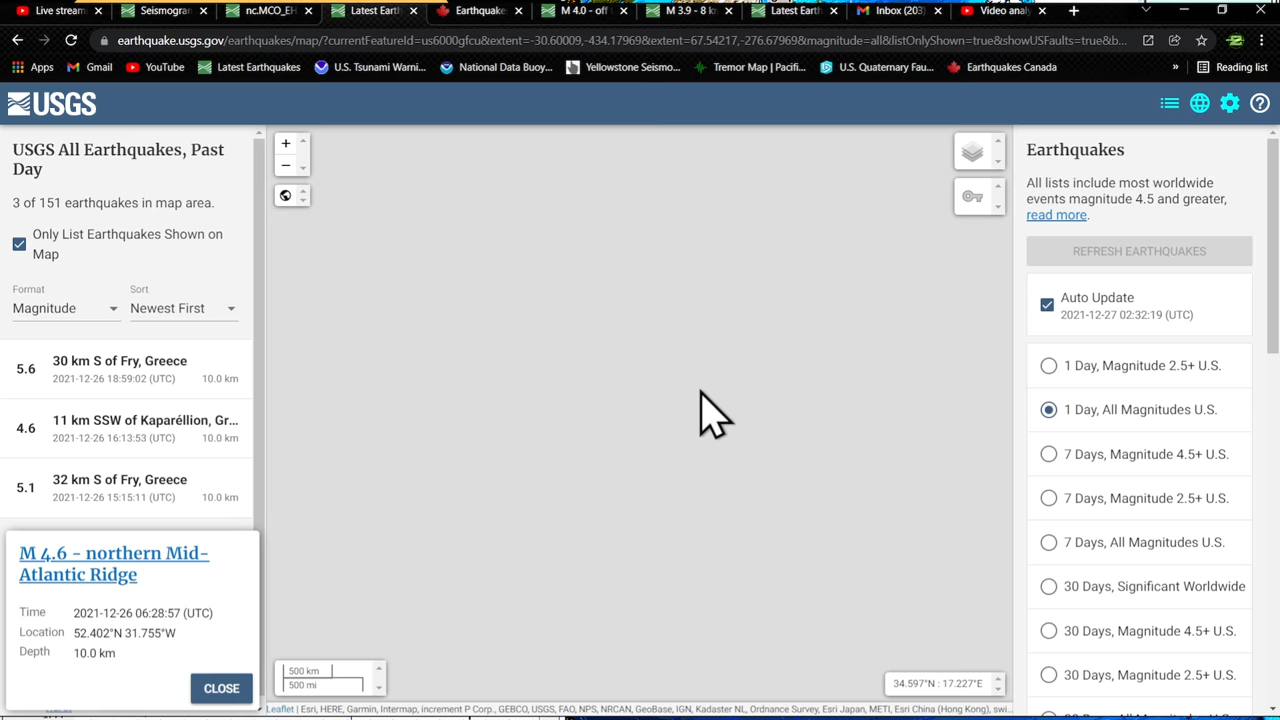 Live stream
Seismogram
nc.MCO_EH
Latest Earth
Earthquake
M 4.0 - off
M 3.9 - 8 k
Latest Earth
Inbox (203)
Video anal
earthquake.usgs.gov/earthquakes/map/?currentFeatureId=us6000gfcu&extent=-30.60009,-434.17969&extent=67.54217,-276.67969&magnitude=all&listOnlyShown=true&showUSFaults=true&b...
Apps
Gmail
YouTube
Latest Earthquakes
U.S. Tsunami Warni...
National Data Buoy...
Yellowstone Seismo...
Tremor Map | Pacifi...
U.S. Quaternary Fau...
Earthquakes Canada
»
Reading list
USGS
USGS All Earthquakes, Past
Day
3 of 151 earthquakes in map area.
Only List Earthquakes Shown on
Map
Format
Sort
Magnitude
Newest First
5.6
30 km S of Fry, Greece
2021-12-26 18:59:02 (UTC) 10.0 km
4.6
11 km SSW of Kaparéllion, Gr...
2021-12-26 16:13:53 (UTC) 10.0 km
5.1
32 km S of Fry, Greece
2021-12-26 15:15:11 (UTC) 10.0 km
M 4.6 - northern Mid-
Atlantic Ridge
Time 2021-12-26 06:28:57 (UTC)
Location 52.402°N 31.755°W
Depth 10.0 km
CLOSE
+
−
500 km
500 mi
34.597°N : 17.227°E
Leaflet | Esri, HERE, Garmin, Intermap, increment P Corp., GEBCO, USGS, FAO, NPS, NRCAN, GeoBase, IGN, Kadaster NL, Ordnance Survey, Esri Japan, METI, Esri China (Hong Kong), swi...
Earthquakes
All lists include most worldwide
events magnitude 4.5 and greater,
read more.
REFRESH EARTHQUAKES
Auto Update
2021-12-27 02:32:19 (UTC)
1 Day, Magnitude 2.5+ U.S.
1 Day, All Magnitudes U.S.
7 Days, Magnitude 4.5+ U.S.
7 Days, Magnitude 2.5+ U.S.
7 Days, All Magnitudes U.S.
30 Days, Significant Worldwide
30 Days, Magnitude 4.5+ U.S.
30 Days, Magnitude 2.5+ U.S.